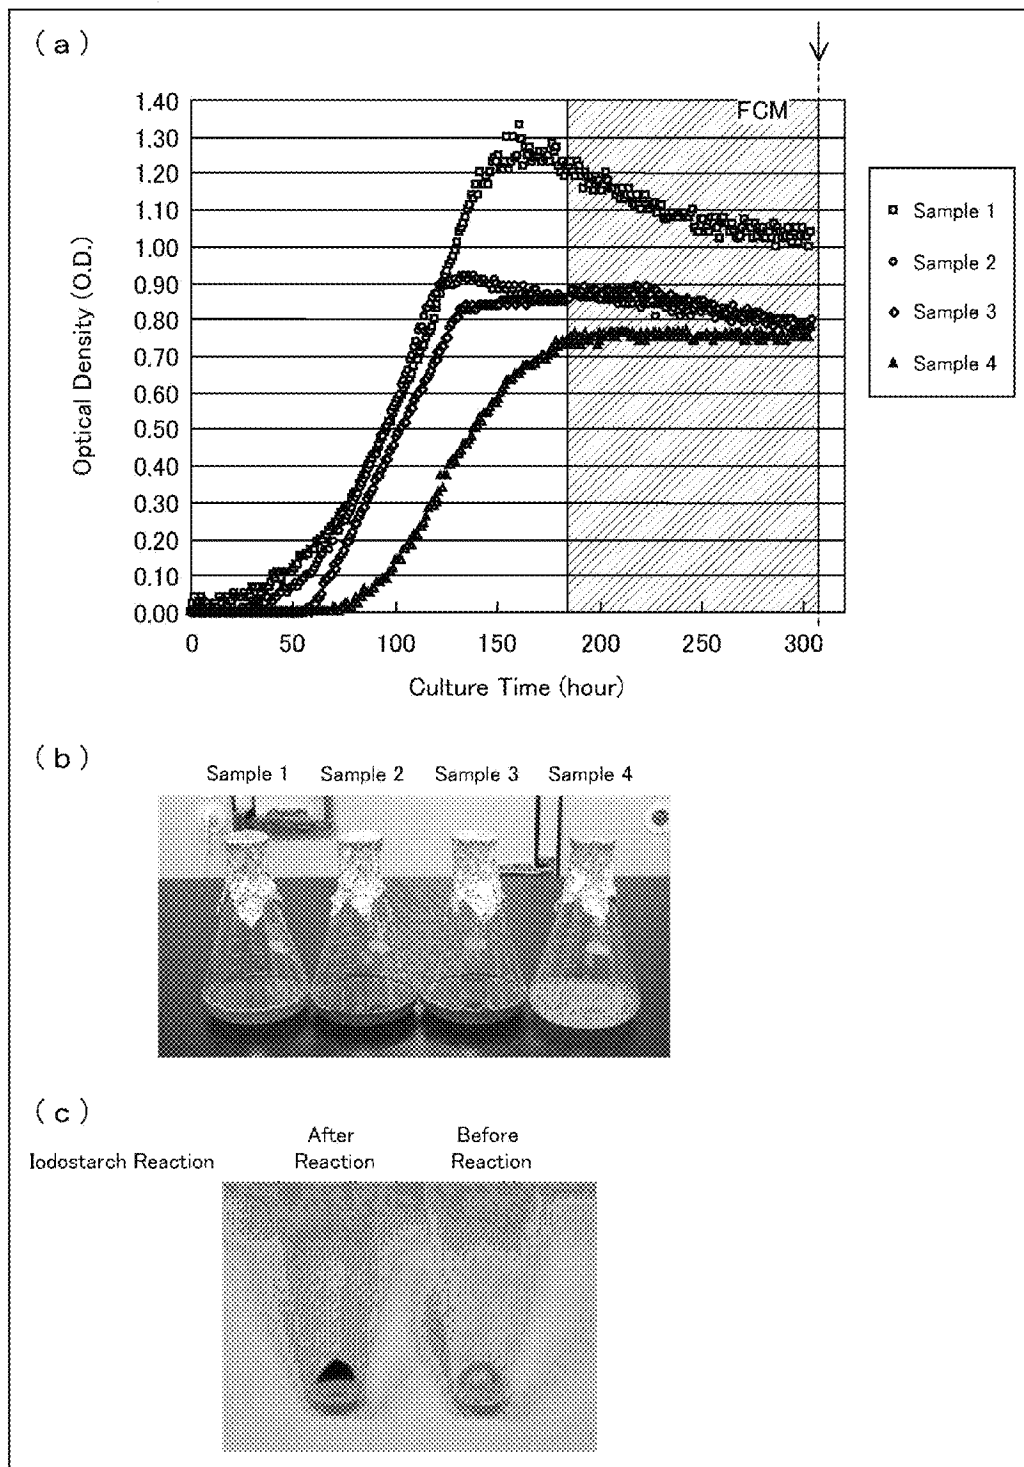 (a)
FCM
1.40
1.30
1.20
1.10
1.00
0.90
0.80
0.70
0.60
0.50
0.40
0.30
0.20
0.10
0.00
Optical Density (O.D.)
0 50 100 150 200 250 300
Culture Time (hour)
Sample 1
Sample 2
Sample 3
Sample 4
(b)
Sample 1 Sample 2 Sample 3 Sample 4
(c)
After Before
Iodostarch Reaction Reaction Reaction